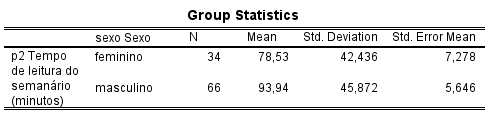 Group Statistics
sexo Sexo N Mean Std. Deviation Std. Error Mean
p2 Tempo feminino 34 78,53 42,436 7,278
de leitura do
semanário masculino 66 93,94 45,872 5,646
(minutos)